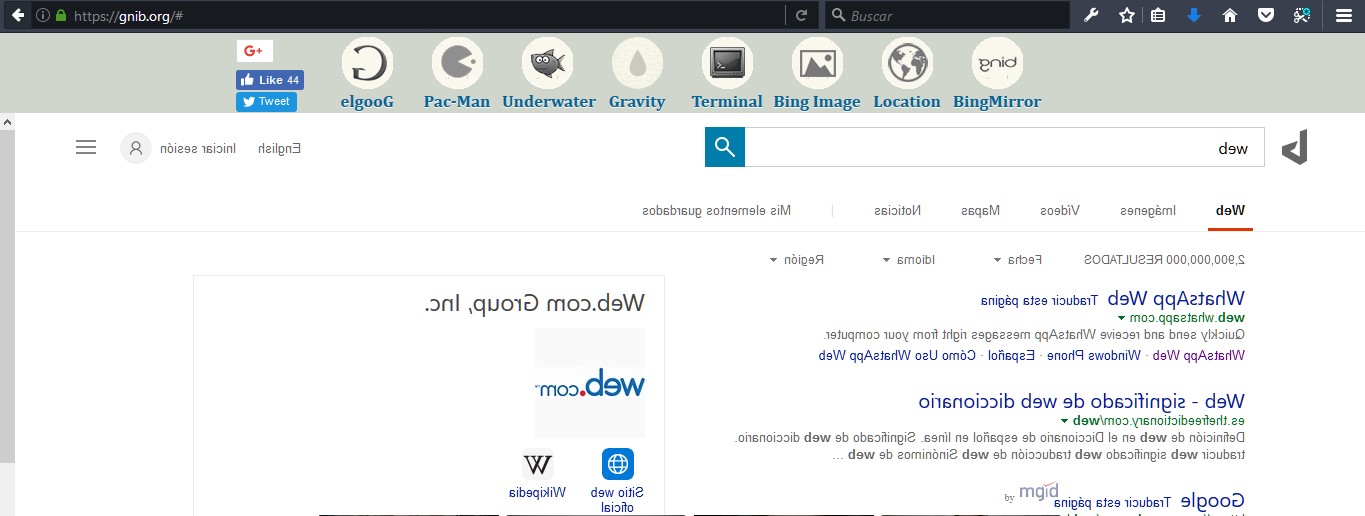 https://gnib.org/#
Buscar
G+
Like 44
Tweet
elgooG
Pac-Man
Underwater
Gravity
Terminal
Bing Image
Location
bing
BingMirror
web
English
Iniciar sesión
Web
Imágenes
Vídeos
Mapas
Noticias
|
Mis elementos guardados
2,900,000,000 RESULTADOS
Fecha
Idioma
Región
WhatsApp Web Traducir esta página
web.whatsapp.com
Quickly send and receive WhatsApp messages right from your computer.
WhatsApp Web · Windows Phone · Español · Cómo Uso WhatsApp Web
Web - significado de web diccionario
es.thefreedictionary.com/web
Definición de web en el Diccionario de español en línea. Significado de web diccionario.
traducir web significado web traducción de web Sinónimos de web ...
Google Traducir esta página
by
Web.com Group, Inc.
web.com
Sitio web
oficial
W
Wikipedia